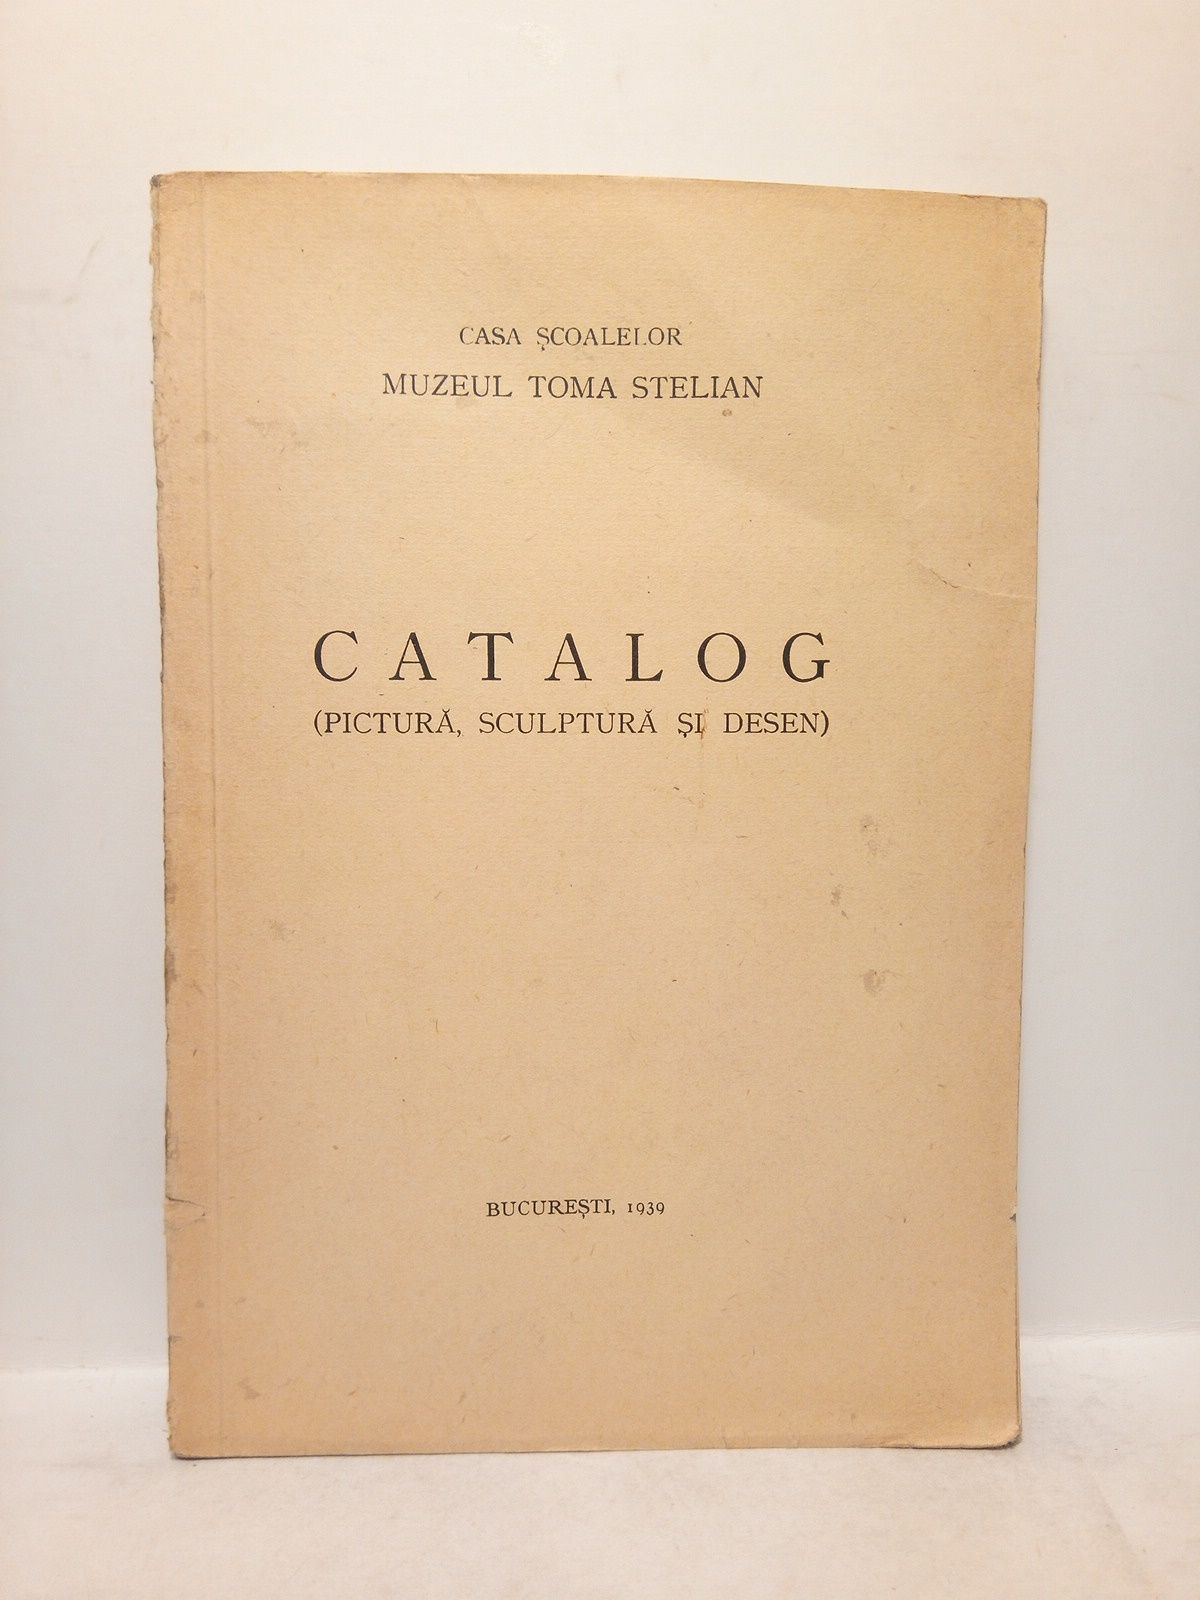 CASA ȘCOALELOR
MUZEUL TOMA STELIAN
CATALOG
(PICTURĂ, SCULPTURĂ ȘI DESEN)
BUCUREȘTI, 1939